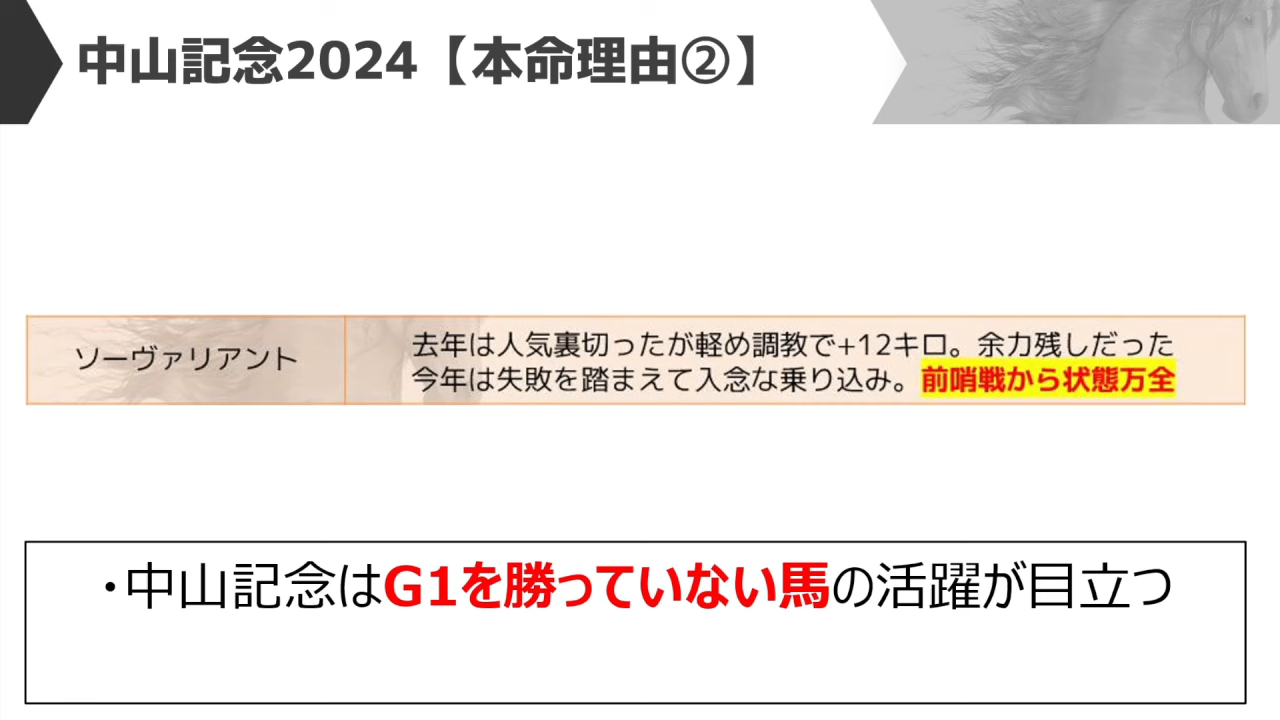 中山記念2024【本命理由②】
ソーヴァリアント
去年は人気裏切ったが軽め調教で+12キロ。余力残しだった
今年は失敗を踏まえて入念な乗り込み。前哨戦から状態万全
・中山記念はG1を勝っていない馬の活躍が目立つ